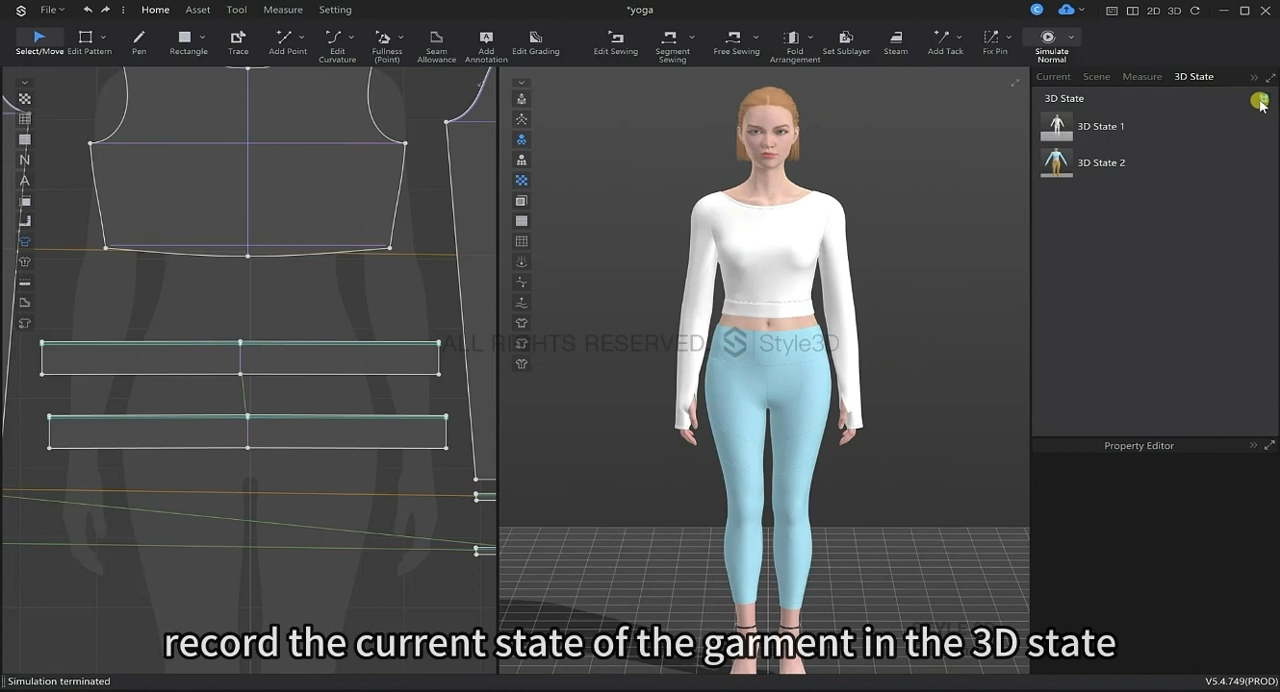 File Home Asset Tool Measure Setting *yoga C 2D 3D
Select/Move Edit Pattern Pen Rectangle Trace Add Point Edit Curvature Fullness (Point) Seam Allowance Add Annotation Edit Grading Edit Sewing Segment Sewing Free Sewing Fold Arrangement Set Sublayer Steam Add Tack Fix Pin Simulate Normal
Current Scene Measure 3D State
3D State
3D State 1
3D State 2
ALL RIGHTS RESERVED Style3D
Property Editor
record the current state of the garment in the 3D state
Simulation terminated V5.4.749(PROD)